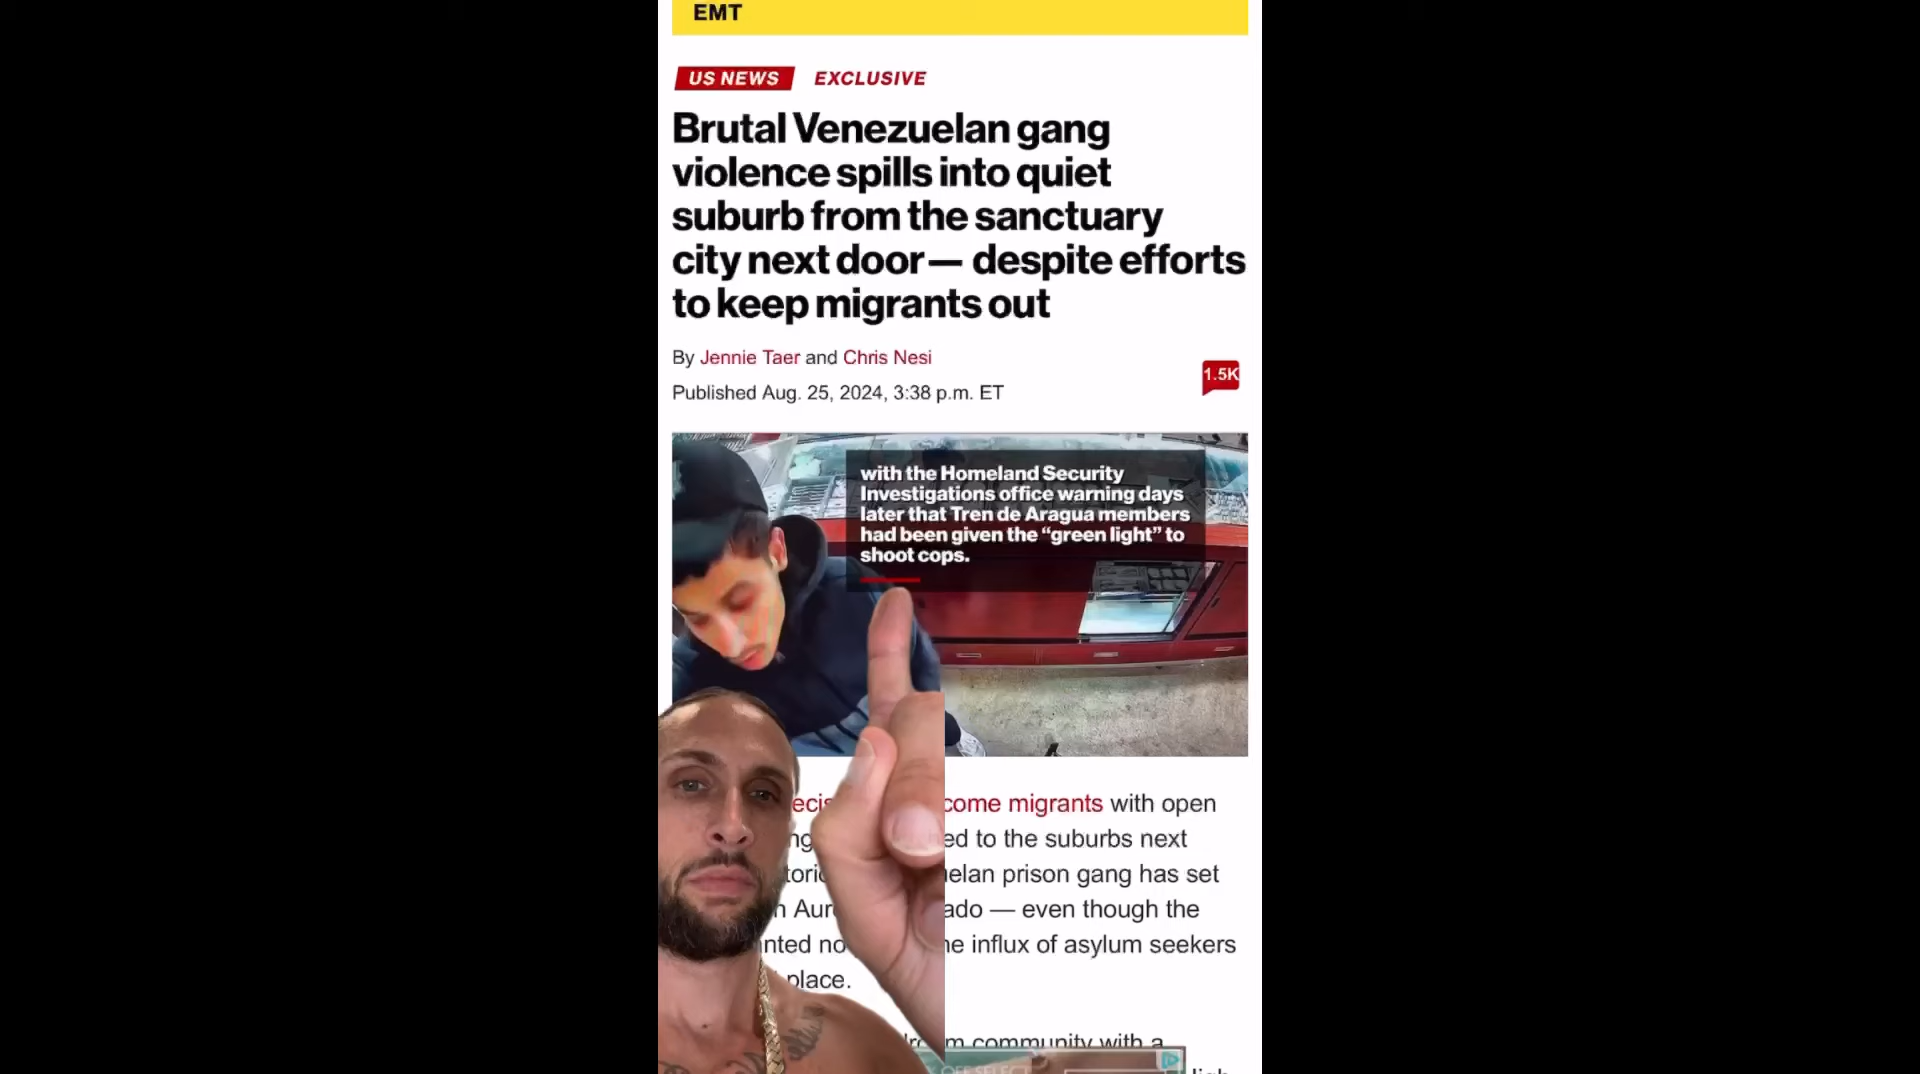 EMT
US NEWS EXCLUSIVE
Brutal Venezuelan gang
violence spills into quiet
suburb from the sanctuary
city next door— despite efforts
to keep migrants out
By Jennie Taer and Chris Nesi
Published Aug. 25, 2024, 3:38 p.m. ET
1.5K
with the Homeland Security
Investigations office warning days
later that Tren de Aragua members
had been given the “green light” to
shoot cops.
migrants with open
to the suburbs next
prison gang has set
— even though the
influx of asylum seekers
place.
community with a